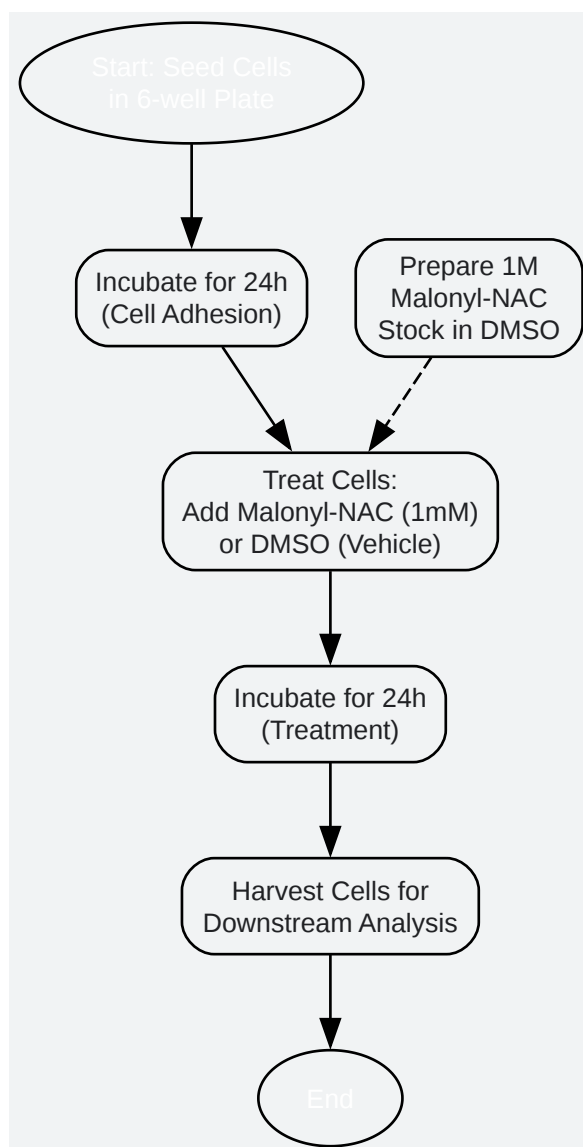 Start: Seed Cells
in 6-well Plate
Incubate for 24h
(Cell Adhesion)
Prepare 1M
Malonyl-NAC
Stock in DMSO
Treat Cells:
Add Malonyl-NAC (1mM)
or DMSO (Vehicle)
Incubate for 24h
(Treatment)
Harvest Cells for
Downstream Analysis
End